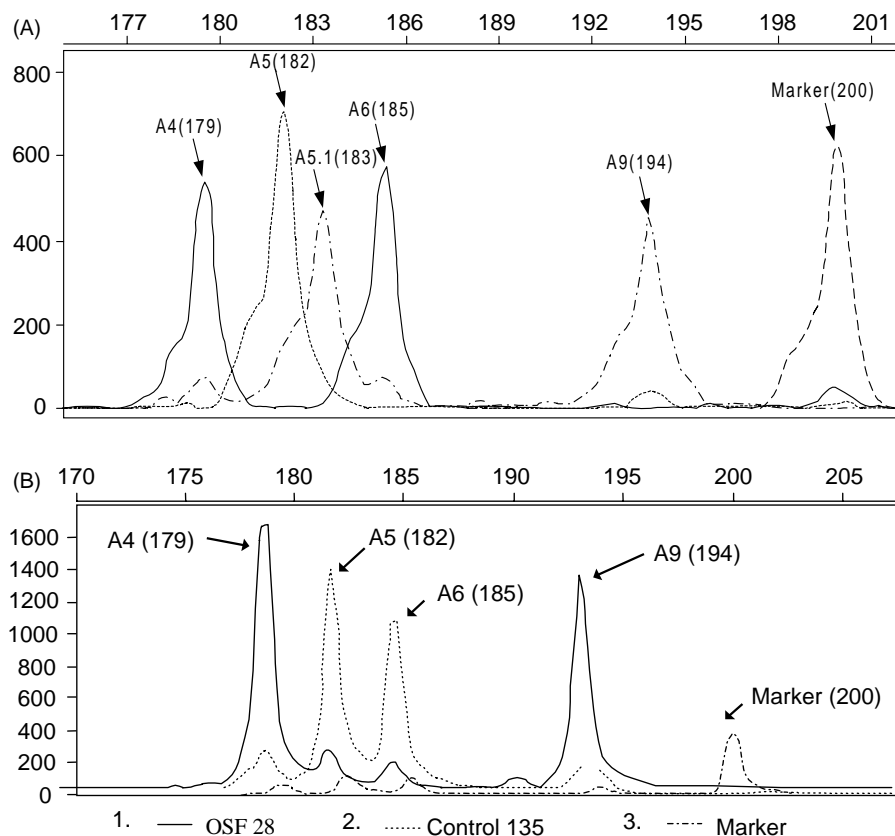 (A) 177 180 183 186 189 192 195 198 201
800
A5(182)
Marker(200)
A6(185)
A4(179)
600
A5.1(183)
A9(194)
400
200
0
(B) 170 175 180 185 190 195 200 205
1600
A4 (179)
A5 (182)
A9 (194)
1400
A6 (185)
1200
1000
800
Marker (200)
600
400
200
0
1. OSF 28 2. Control 135 3. Marker